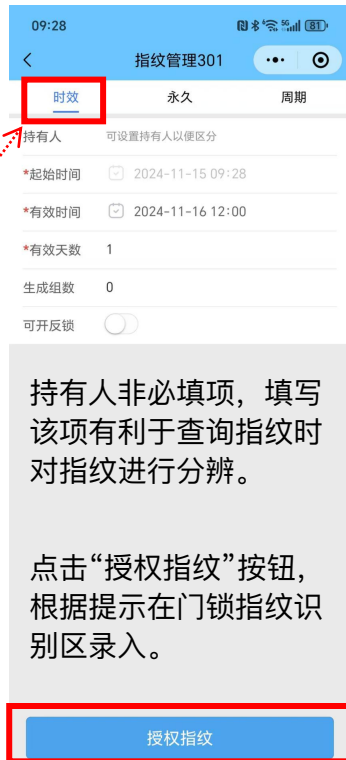 09:28 81
指纹管理301
时效 永久 周期
持有人 可设置持有人以便区分
*起始时间 2024-11-15 09:28
*有效时间 2024-11-16 12:00
*有效天数 1
生成组数 0
可开反锁
持有人非必填项，填写
该项有利于查询指纹时
对指纹进行分辨。
点击“授权指纹”按钮，
根据提示在门锁指纹识
别区录入。
授权指纹